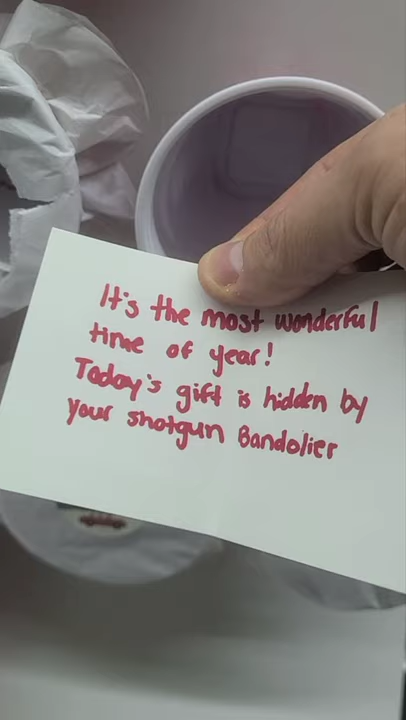 It's the most wonderful
time of year!
Today's gift is hidden by
your shotgun Bandolier